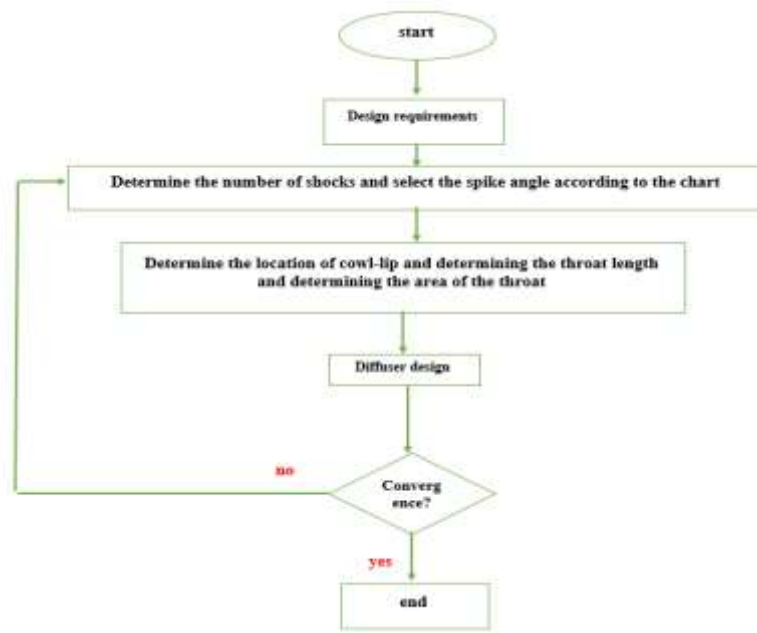 start
Design requirements
Determine the number of shocks and select the spike angle according to the chart
Determine the location of cowl-lip and determining the throat length
and determining the area of the throat
Diffuser design
no
Converg
ence?
yes
end